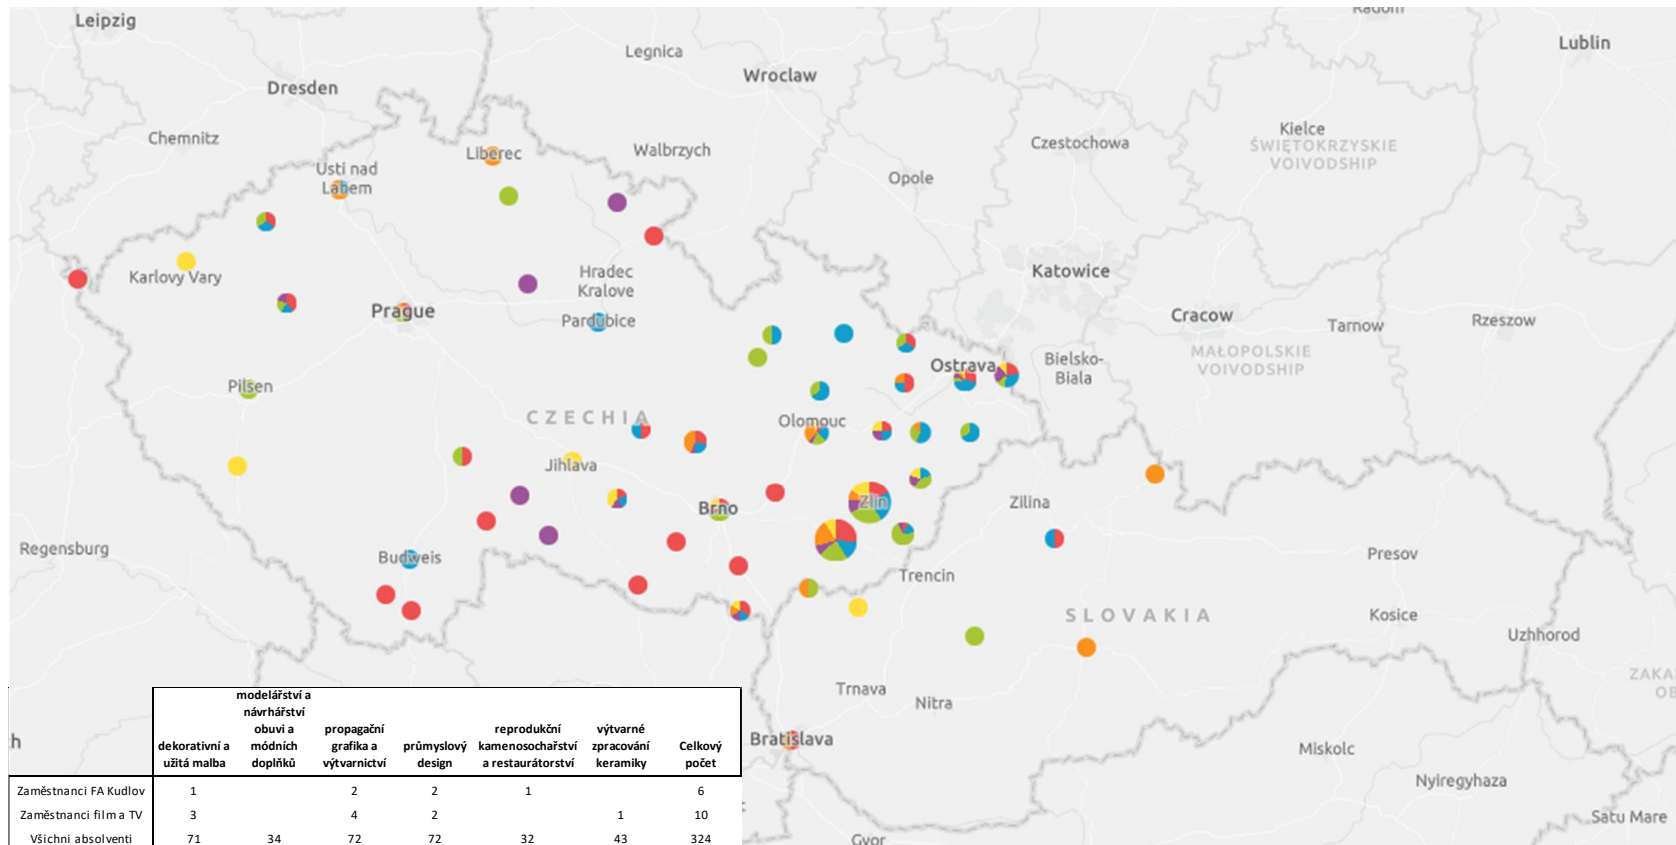 Leipzig
Radom
Legnica
Lublin
Wroclaw
Dresden
Chemnitz
Kielce
ŚWIĘTOKRZYSKIE
VOIVODSHIP
Czestochowa
Walbrzych
Liberec
Usti nad
Labem
Opole
Karlovy Vary
Hradec
Kralove
Katowice
Prague
Pardubice
Cracow
Tarnow
Rzeszow
MAŁOPOLSKIE
VOIVODSHIP
Ostrava
Bielsko-
Biala
Pilsen
CZECHIA
Olomouc
Jihlava
Zlin
Zilina
Brno
Regensburg
Budweis
Presov
Trencin
SLOVAKIA
Kosice
Uzhhorod
ZAKA
OB
Trnava
Nitra
Bratislava
Miskolc
Nyiregyhaza
Satu Mare
Gyor
h
dekorativní a užitá malba
modelářství a návrhářství obuvi a módních doplňků
propagační grafika a výtvarnictví
průmyslový design
reprodukční kamenosochařství a restaurátorství
výtvarné zpracování keramiky
Celkový počet
Zaměstnanci FA Kudlov 1 2 2 1 6
Zaměstnanci film a TV 3 4 2 1 10
Všichni absolventi 71 34 72 72 32 43 324